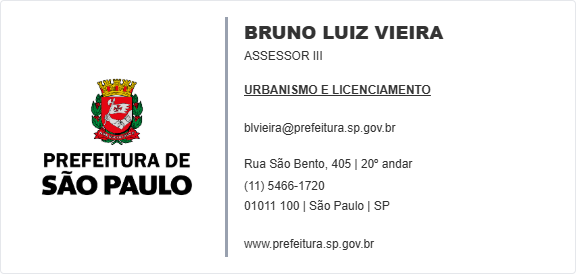 PREFEITURA DE
SÃO PAULO
BRUNO LUIZ VIEIRA
ASSESSOR III
URBANISMO E LICENCIAMENTO
blvieira@prefeitura.sp.gov.br
Rua São Bento, 405 | 20º andar
(11) 5466-1720
01011 100 | São Paulo | SP
www.prefeitura.sp.gov.br